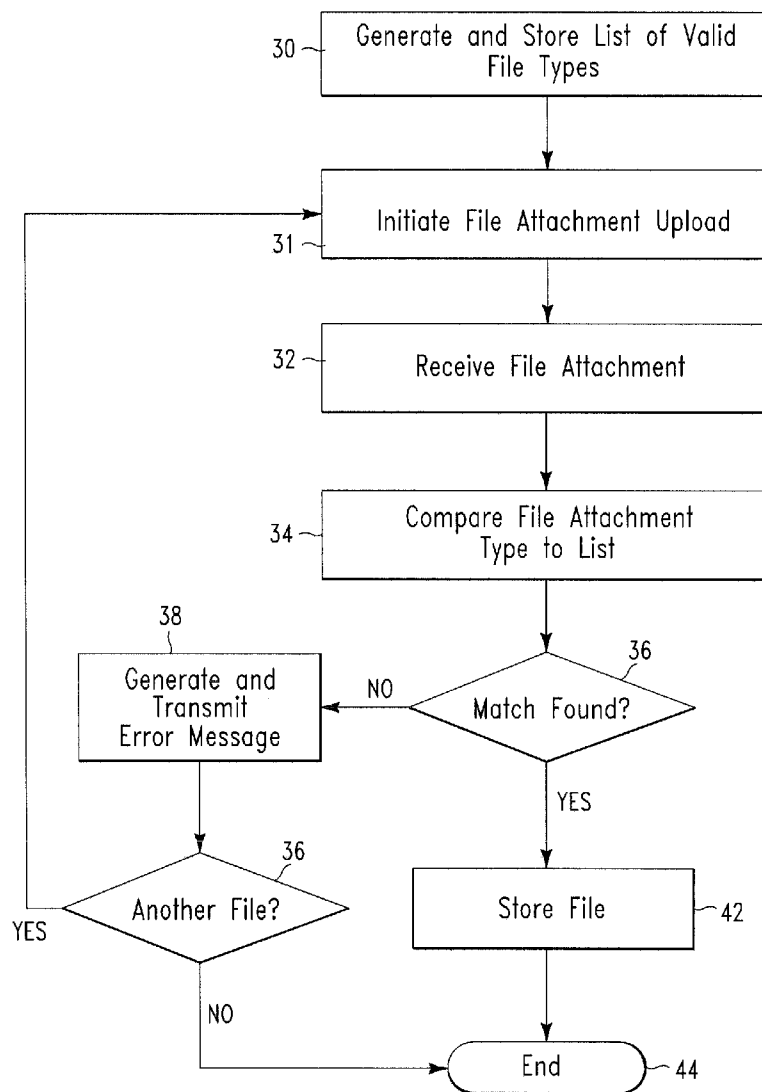 30
Generate and Store List of Valid
File Types
Initiate File Attachment Upload
31
32
Receive File Attachment
34
Compare File Attachment
Type to List
38
36
Generate and
Transmit
Error Message
NO
Match Found?
YES
36
Another File?
YES
Store File
42
NO
End
44